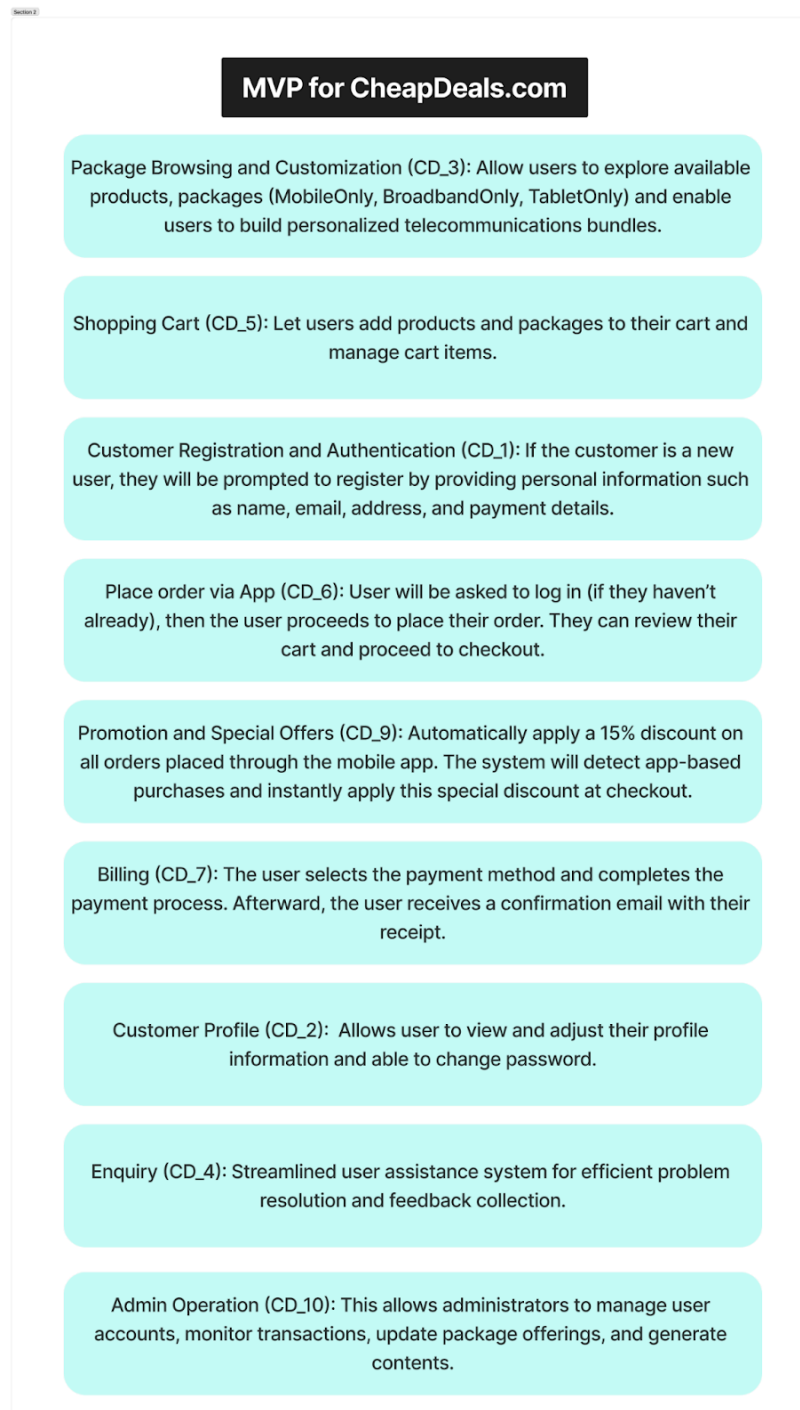 Section 2
MVP for CheapDeals.com
Package Browsing and Customization (CD_3): Allow users to explore available
products, packages (MobileOnly, BroadbandOnly, TabletOnly) and enable
users to build personalized telecommunications bundles.
Shopping Cart (CD_5): Let users add products and packages to their cart and
manage cart items.
Customer Registration and Authentication (CD_1): If the customer is a new
user, they will be prompted to register by providing personal information such
as name, email, address, and payment details.
Place order via App (CD_6): User will be asked to log in (if they haven’t
already), then the user proceeds to place their order. They can review their
cart and proceed to checkout.
Promotion and Special Offers (CD_9): Automatically apply a 15% discount on
all orders placed through the mobile app. The system will detect app-based
purchases and instantly apply this special discount at checkout.
Billing (CD_7): The user selects the payment method and completes the
payment process. Afterward, the user receives a confirmation email with their
receipt.
Customer Profile (CD_2): Allows user to view and adjust their profile
information and able to change password.
Enquiry (CD_4): Streamlined user assistance system for efficient problem
resolution and feedback collection.
Admin Operation (CD_10): This allows administrators to manage user
accounts, monitor transactions, update package offerings, and generate
contents.